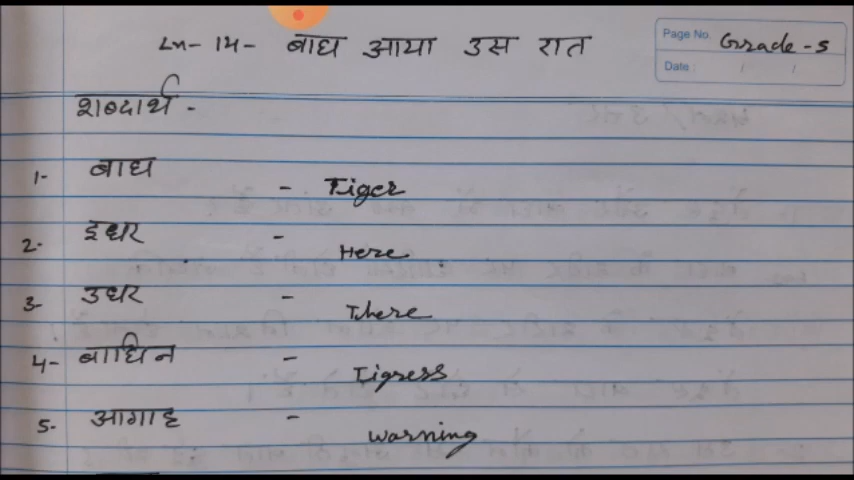 Ln- 14- बाघ आया उस रात
Page No. Grade - 5
Date : / /
शब्दार्थ -
1- बाघ - Tiger
2- इधर - Here
3- उधर - There
4- बाघिन - Tigress
5- आगाह - warning